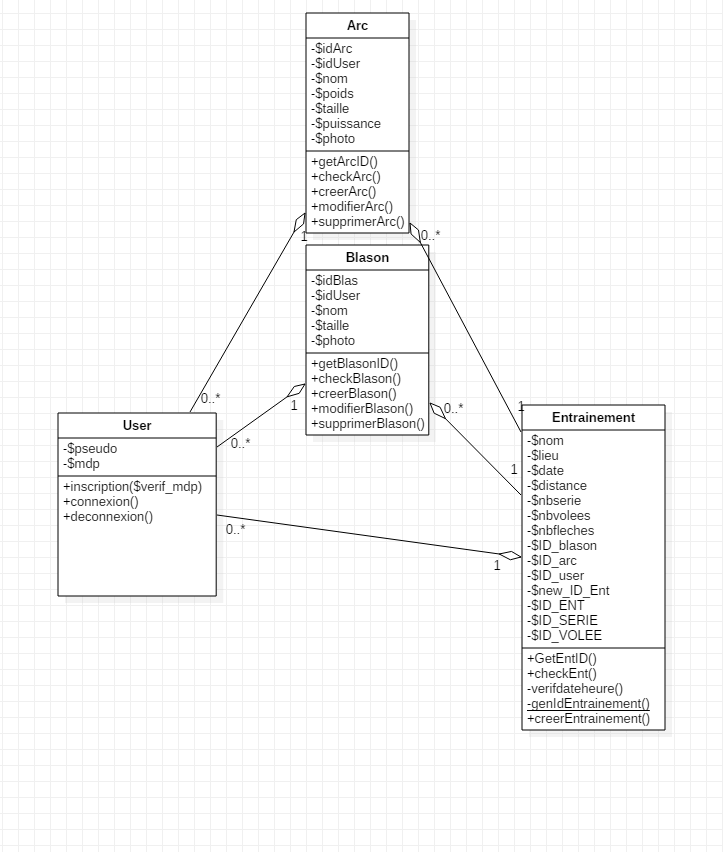 Arc
-$idArc
-$idUser
-$nom
-$poids
-$taille
-$puissance
-$photo
+getArcID()
+checkArc()
+creerArc()
+modifierArc()
+supprimerArc()
1
0..*
Blason
-$idBlas
-$idUser
-$nom
-$taille
-$photo
+getBlasonID()
+checkBlason()
+creerBlason()
+modifierBlason()
+supprimerBlason()
0..*
1
0..*
0..*
1
1
User
-$pseudo
-$mdp
+inscription($verif_mdp)
+connexion()
+deconnexion()
0..*
1
Entrainement
-$nom
-$lieu
-$date
-$distance
-$nbserie
-$nbvolees
-$nbfleches
-$ID_blason
-$ID_arc
-$ID_user
-$new_ID_Ent
-$ID_ENT
-$ID_SERIE
-$ID_VOLEE
+GetEntID()
+checkEnt()
-verifdateheure()
-genIdEntrainement()
+creerEntrainement()